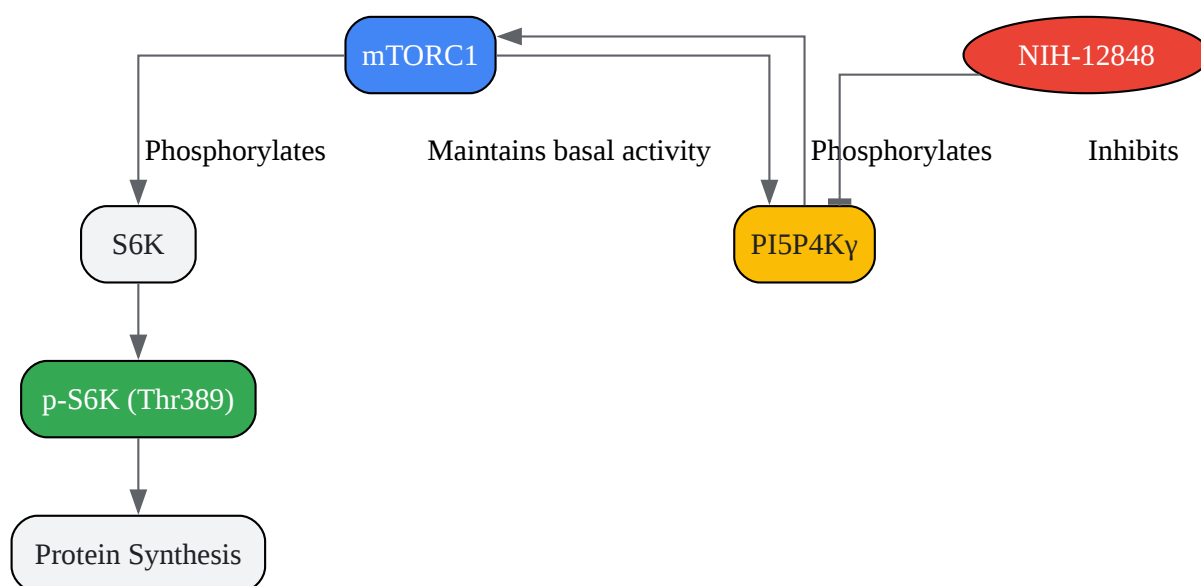 mTORC1
NIH-12848
Phosphorylates
Maintains basal activity
Phosphorylates
Inhibits
S6K
PI5P4Kγ
p-S6K (Thr389)
Protein Synthesis